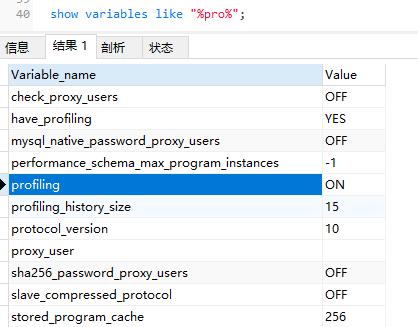 40 show variables like "%pro%";
信息 结果 1 剖析 状态
Variable_name Value
check_proxy_users OFF
have_profiling YES
mysql_native_password_proxy_users OFF
performance_schema_max_program_instances -1
profiling ON
profiling_history_size 15
protocol_version 10
proxy_user
sha256_password_proxy_users OFF
slave_compressed_protocol OFF
stored_program_cache 256